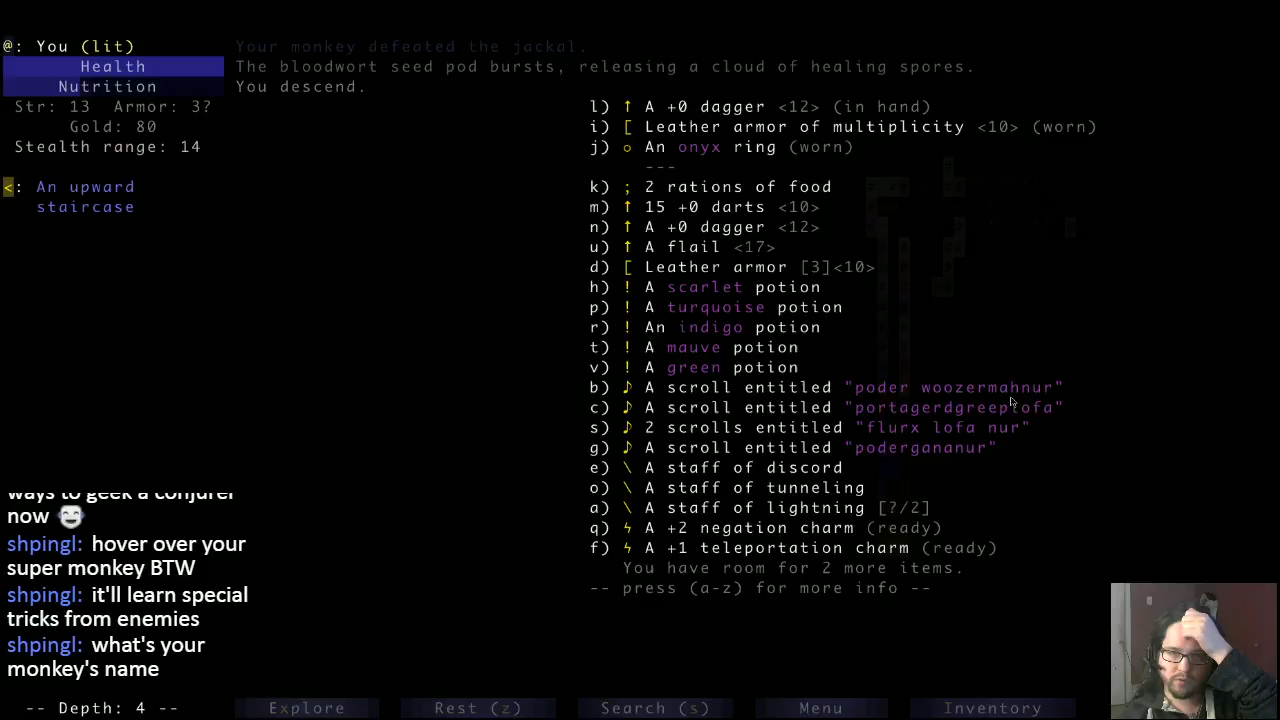 @: You (lit)
Your monkey defeated the jackal.
Health
The bloodwort seed pod bursts, releasing a cloud of healing spores.
Nutrition
You descend.
Str: 13 Armor: 3?
Gold: 80
Stealth range: 14
<: An upward
staircase
l) ↑ A +0 dagger <12> (in hand)
i) [ Leather armor of multiplicity <10> (worn)
j) ○ An onyx ring (worn)
---
k) ; 2 rations of food
m) ↑ 15 +0 darts <10>
n) ↑ A +0 dagger <12>
u) ↑ A flail <17>
d) [ Leather armor [3]<10>
h) ! A scarlet potion
p) ! A turquoise potion
r) ! An indigo potion
t) ! A mauve potion
v) ! A green potion
b) ♪ A scroll entitled "poder woozermahnur"
c) ♪ A scroll entitled "portagerdgreeplofa"
s) ♪ 2 scrolls entitled "flurx lofa nur"
g) ♪ A scroll entitled "podergananur"
e) \ A staff of discord
o) \ A staff of tunneling
a) \ A staff of lightning [?/2]
q) ϟ A +2 negation charm (ready)
f) ϟ A +1 teleportation charm (ready)
You have room for 2 more items.
-- press (a-z) for more info --
ways to geek a conjurer
now
shpingl: hover over your
super monkey BTW
shpingl: it'll learn special
tricks from enemies
shpingl: what's your
monkey's name
-- Depth: 4 --
Explore
Rest (z)
Search (s)
Menu
Inventory